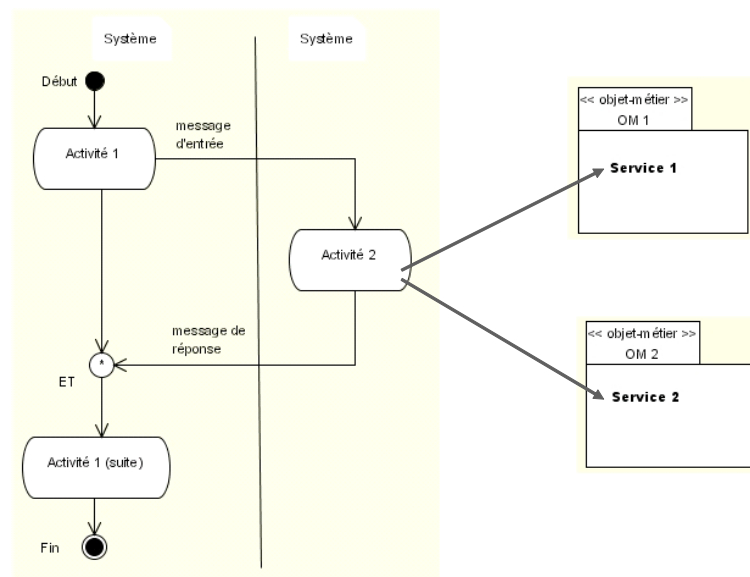 Système
Système
Début
message
d'entrée
Activité 1
<< objet-métier >>
OM 1
Service 1
Activité 2
message de
réponse
*
ET
<< objet-métier >>
OM 2
Service 2
Activité 1 (suite)
Fin